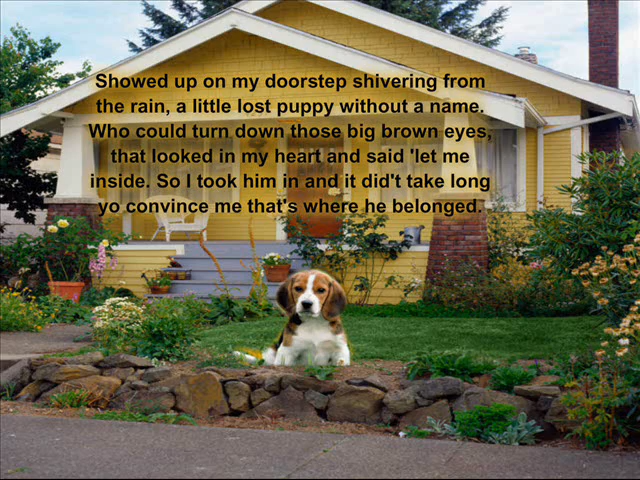 Showed up on my doorstep shivering from
the rain, a little lost puppy without a name.
Who could turn down those big brown eyes,
that looked in my heart and said 'let me
inside. So I took him in and it did't take long
yo convince me that's where he belonged.